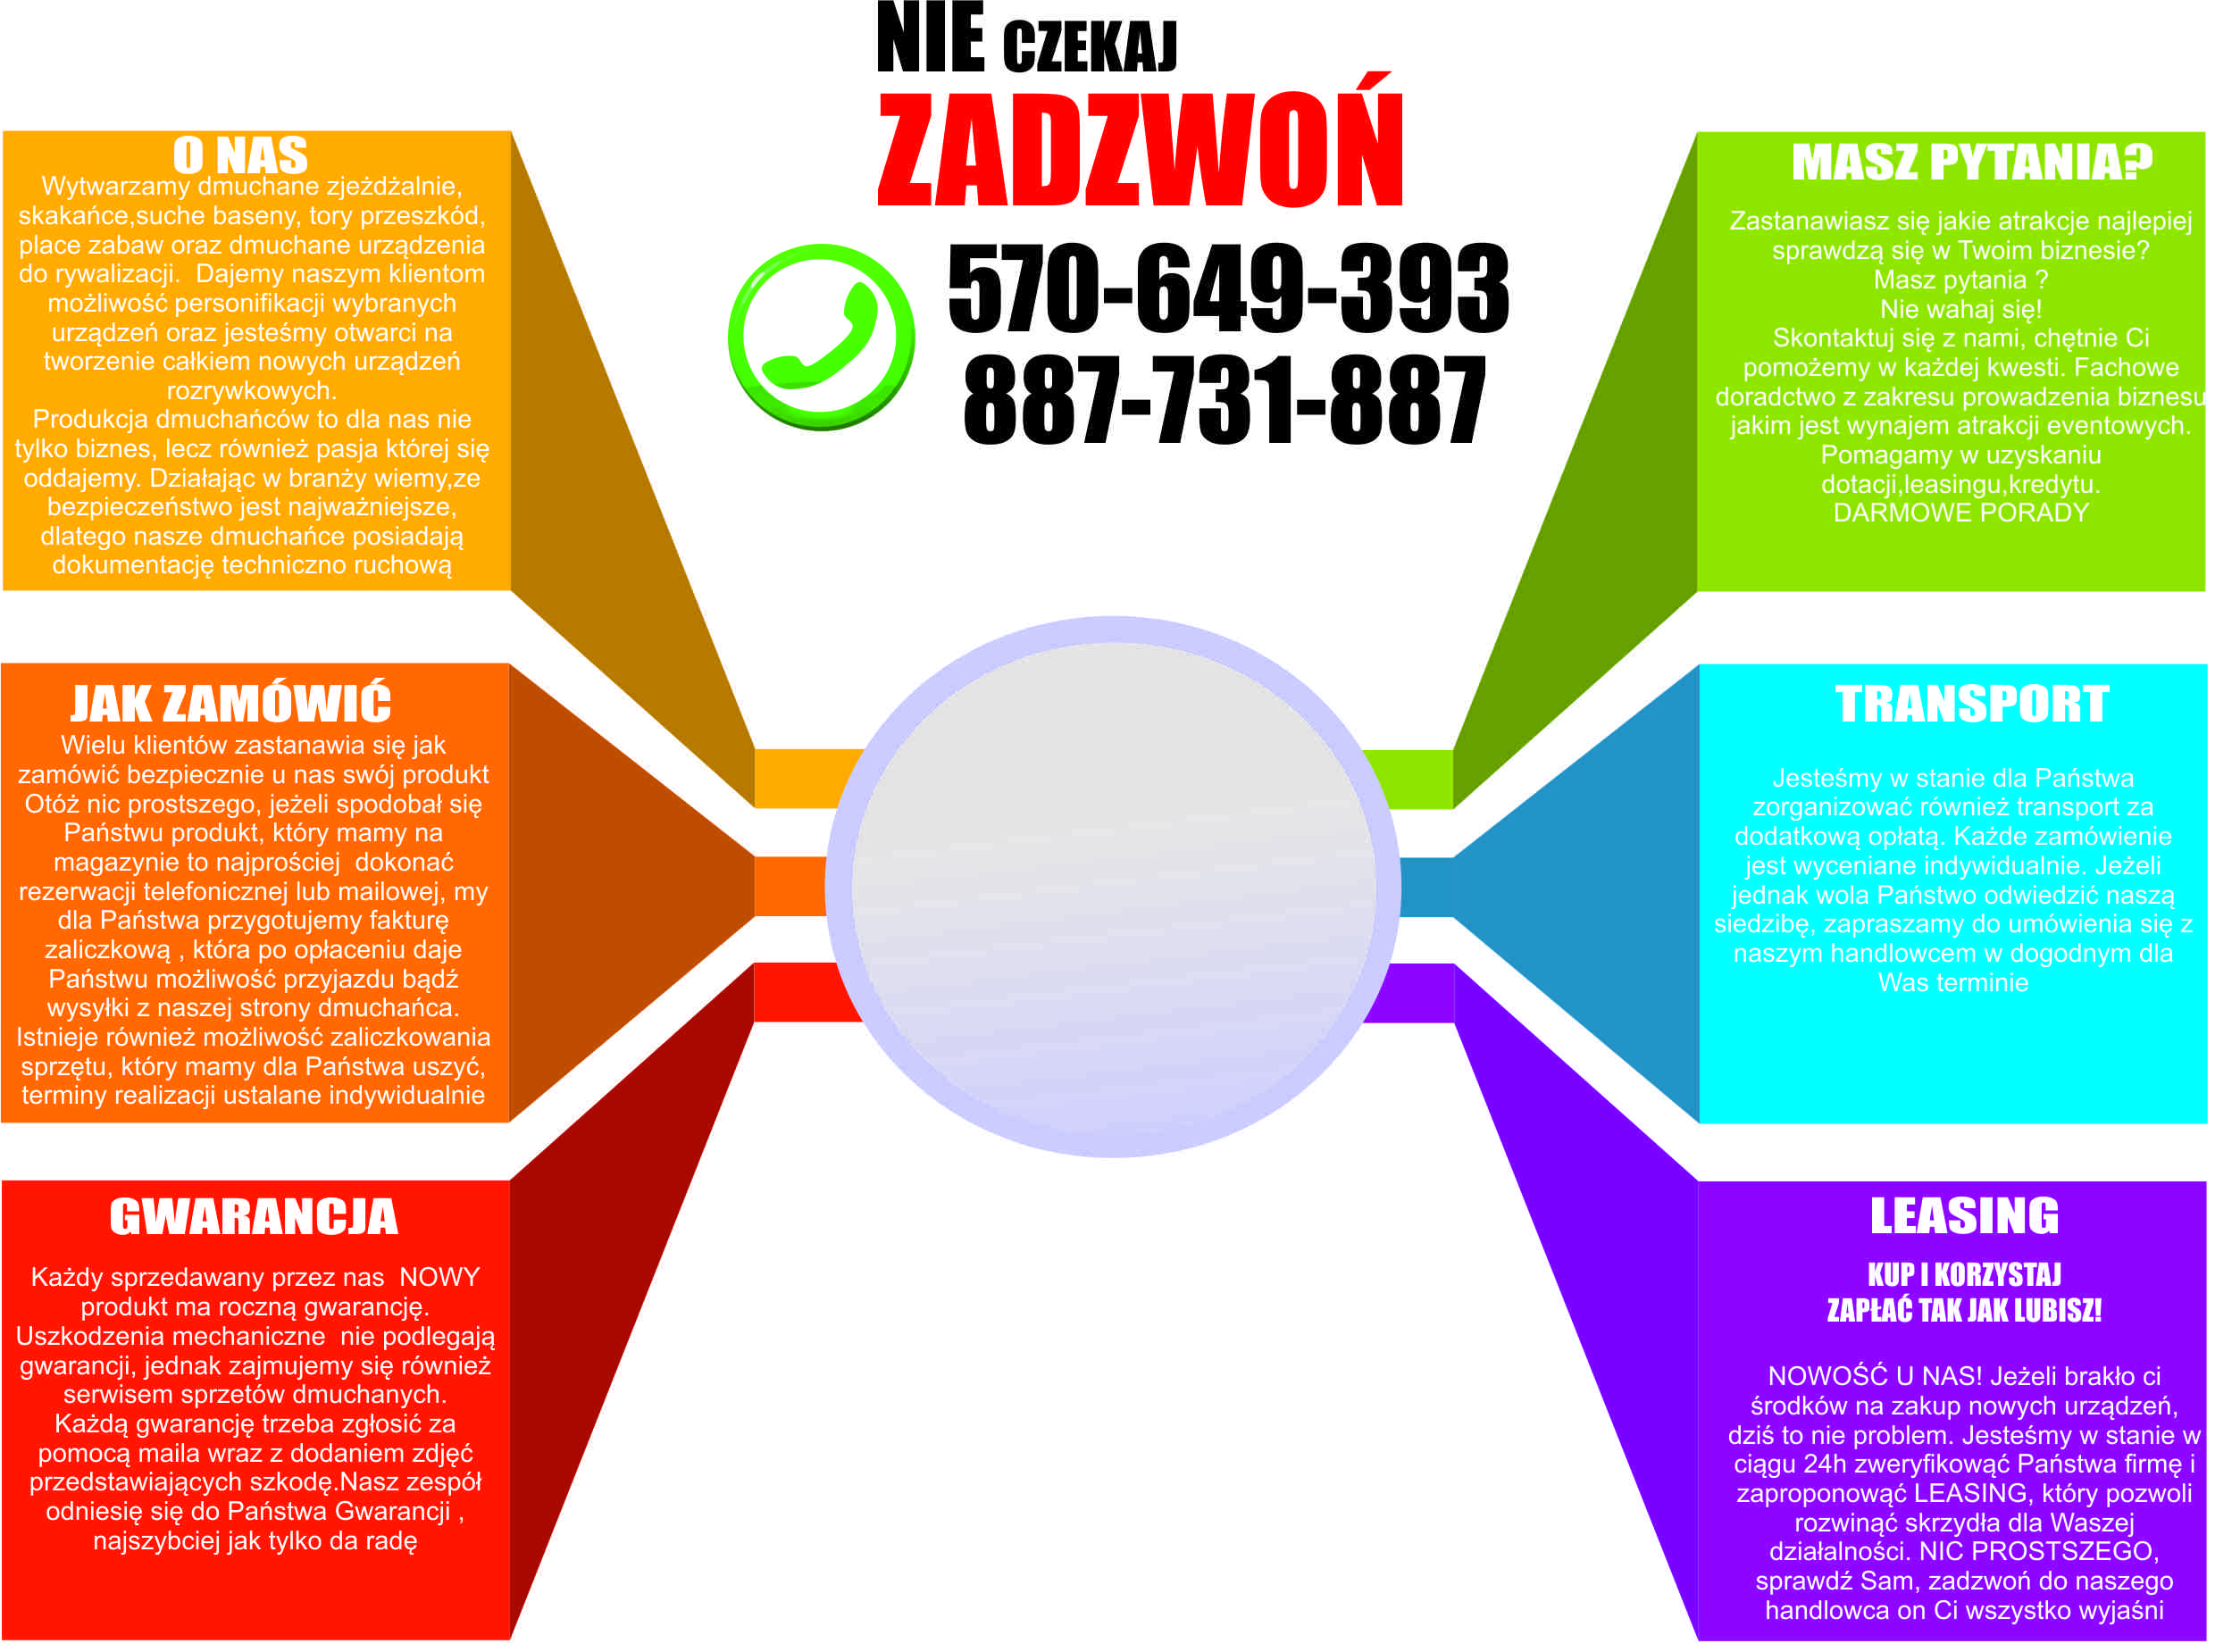 NIE CZEKAJ
ZADZWOŃ
570-649-393
887-731-887
O NAS
Wytwarzamy dmuchane zjeżdżalnie,
skakańce,suche baseny, tory przeszkód,
place zabaw oraz dmuchane urządzenia
do rywalizacji.  Dajemy naszym klientom
możliwość personifikacji wybranych
urządzeń oraz jesteśmy otwarci na
tworzenie całkiem nowych urządzeń
rozrywkowych.
Produkcja dmuchańców to dla nas nie
tylko biznes, lecz również pasja której się
oddajemy. Działając w branży wiemy,ze
bezpieczeństwo jest najważniejsze,
dlatego nasze dmuchańce posiadają
dokumentację techniczno ruchową
JAK ZAMÓWIĆ
Wielu klientów zastanawia się jak
zamówić bezpiecznie u nas swój produkt
Otóż nic prostszego, jeżeli spodobał się
Państwu produkt, który mamy na
magazynie to najprościej  dokonać
rezerwacji telefonicznej lub mailowej, my
dla Państwa przygotujemy fakturę
zaliczkową , która po opłaceniu daje
Państwu możliwość przyjazdu bądź
wysyłki z naszej strony dmuchańca.
Istnieje również możliwość zaliczkowania
sprzętu, który mamy dla Państwa uszyć,
terminy realizacji ustalane indywidualnie
GWARANCJA
Każdy sprzedawany przez nas  NOWY
produkt ma roczną gwarancję.
Uszkodzenia mechaniczne  nie podlegają
gwarancji, jednak zajmujemy się również
serwisem sprzetów dmuchanych.
Każdą gwarancję trzeba zgłosić za
pomocą maila wraz z dodaniem zdjęć
przedstawiających szkodę.Nasz zespół
odniesię się do Państwa Gwarancji ,
najszybciej jak tylko da radę
MASZ PYTANIA?
Zastanawiasz się jakie atrakcje najlepiej
sprawdzą się w Twoim biznesie?
Masz pytania ?
Nie wahaj się!
Skontaktuj się z nami, chętnie Ci
pomożemy w każdej kwesti. Fachowe
doradctwo z zakresu prowadzenia biznesu
jakim jest wynajem atrakcji eventowych.
Pomagamy w uzyskaniu
dotacji,leasingu,kredytu.
DARMOWE PORADY
TRANSPORT
Jesteśmy w stanie dla Państwa
zorganizować również transport za
dodatkową opłatą. Każde zamówienie
jest wyceniane indywidualnie. Jeżeli
jednak wola Państwo odwiedzić naszą
siedzibę, zapraszamy do umówienia się z
naszym handlowcem w dogodnym dla
Was terminie
LEASING
KUP I KORZYSTAJ
ZAPŁAĆ TAK JAK LUBISZ!
NOWOŚĆ U NAS! Jeżeli brakło ci
środków na zakup nowych urządzeń,
dziś to nie problem. Jesteśmy w stanie w
ciągu 24h zweryfikowąć Państwa firmę i
zaproponowąć LEASING, który pozwoli
rozwinąć skrzydła dla Waszej
działalności. NIC PROSTSZEGO,
sprawdź Sam, zadzwoń do naszego
handlowca on Ci wszystko wyjaśni